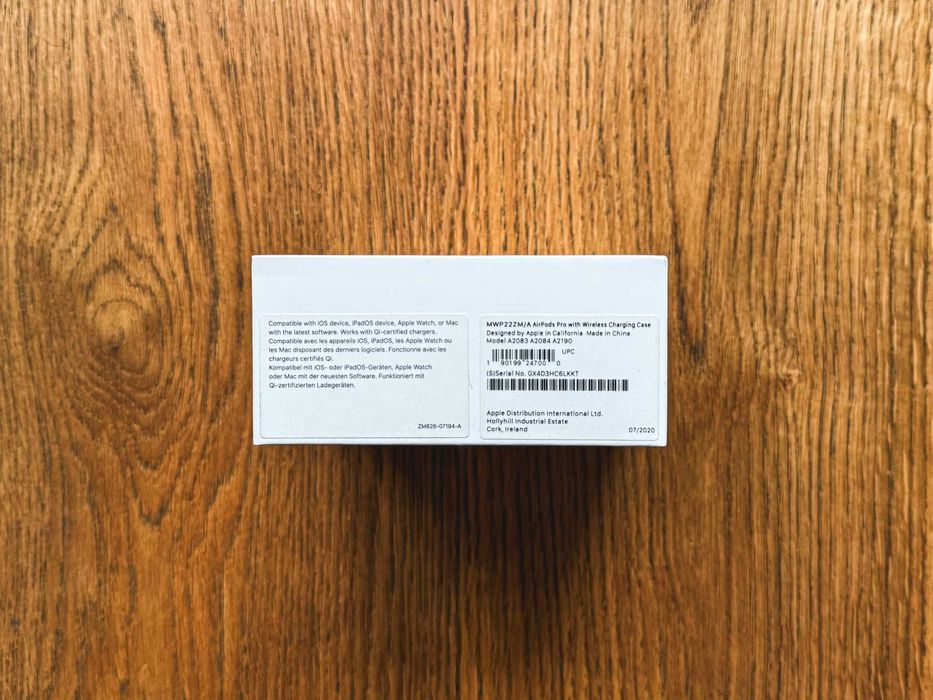 Compatible with iOS device, iPadOS device, Apple Watch, or Mac
with the latest software. Works with Qi-certified chargers.
Compatible avec les appareils iOS, iPadOS, les Apple Watch ou
les Mac disposant des derniers logiciels. Fonctionne avec les
chargeurs certifiés Qi.
Kompatibel mit iOS- oder iPadOS-Geräten, Apple Watch
oder Mac mit der neuesten Software. Funktioniert mit
Qi-zertifizierten Ladegeräten.
ZM826-07194-A
MWP22ZM/A AirPods Pro with Wireless Charging Case
Designed by Apple in California Made in China
Model A2083 A2084 A2190
UPC
1 90199 24700 0
(S)Serial No. GX4D3HC6LKKT
Apple Distribution International Ltd.
Hollyhill Industrial Estate
Cork, Ireland
07/2020